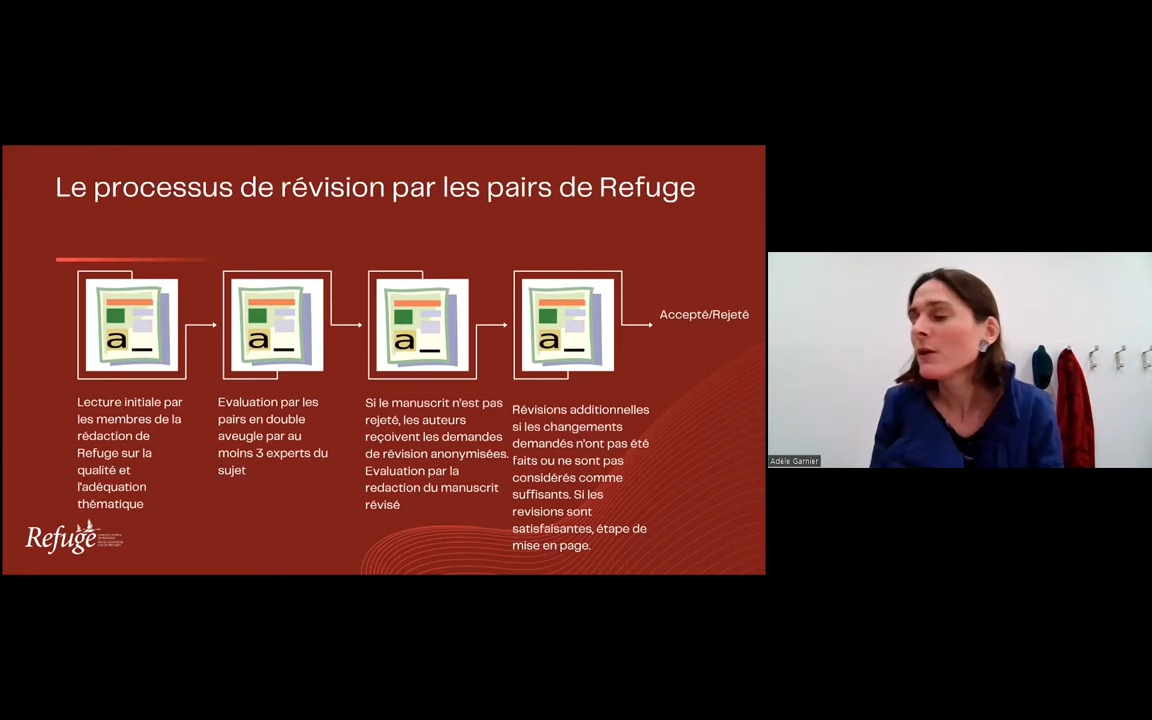 Le processus de révision par les pairs de Refuge
Accepté/Rejeté
Lecture initiale par
les membres de la
rédaction de
Refuge sur la
qualité et
l'adéquation
thématique
Evaluation par les
pairs en double
aveugle par au
moins 3 experts du
sujet
Si le manuscrit n'est pas
rejeté, les auteurs
reçoivent les demandes
de révision anonymisées.
Evaluation par la
redaction du manuscrit
révisé
Révisions additionnelles
si les changements
demandés n'ont pas été
faits ou ne sont pas
considérés comme
suffisants. Si les
revisions sont
satisfaisantes, étape de
mise en page.
a_
a_
a_
a_
Refuge
Adèle Garnier